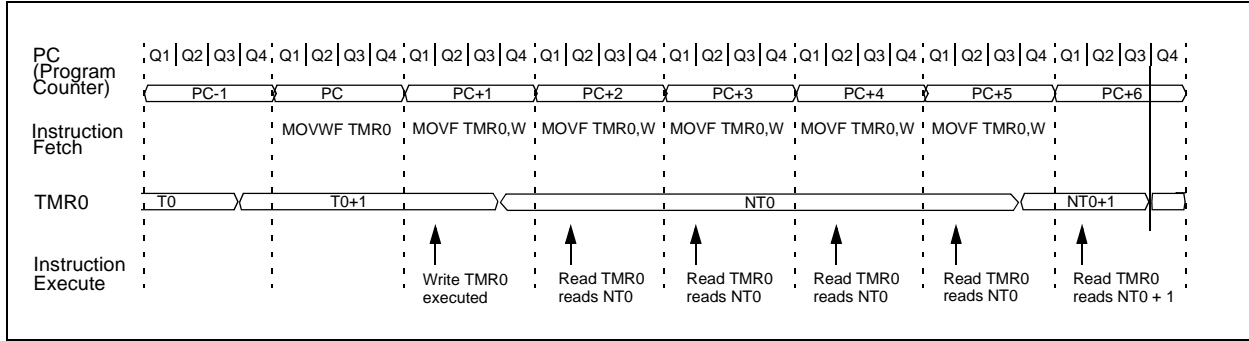 PC Q1 Q2 Q3 Q4 Q1 Q2 Q3 Q4 Q1 Q2 Q3 Q4 Q1 Q2 Q3 Q4 Q1 Q2 Q3 Q4 Q1 Q2 Q3 Q4 Q1 Q2 Q3 Q4 Q1 Q2 Q3 Q4
(Program
Counter) PC-1 PC PC+1 PC+2 PC+3 PC+4 PC+5 PC+6
Instruction MOVWF TMR0 MOVF TMR0,W MOVF TMR0,W MOVF TMR0,W MOVF TMR0,W MOVF TMR0,W
Fetch
TMR0 T0 T0+1 NT0 NT0+1
Instruction
Execute Write TMR0 Read TMR0 Read TMR0 Read TMR0 Read TMR0 Read TMR0
executed reads NT0 reads NT0 reads NT0 reads NT0 reads NT0 + 1